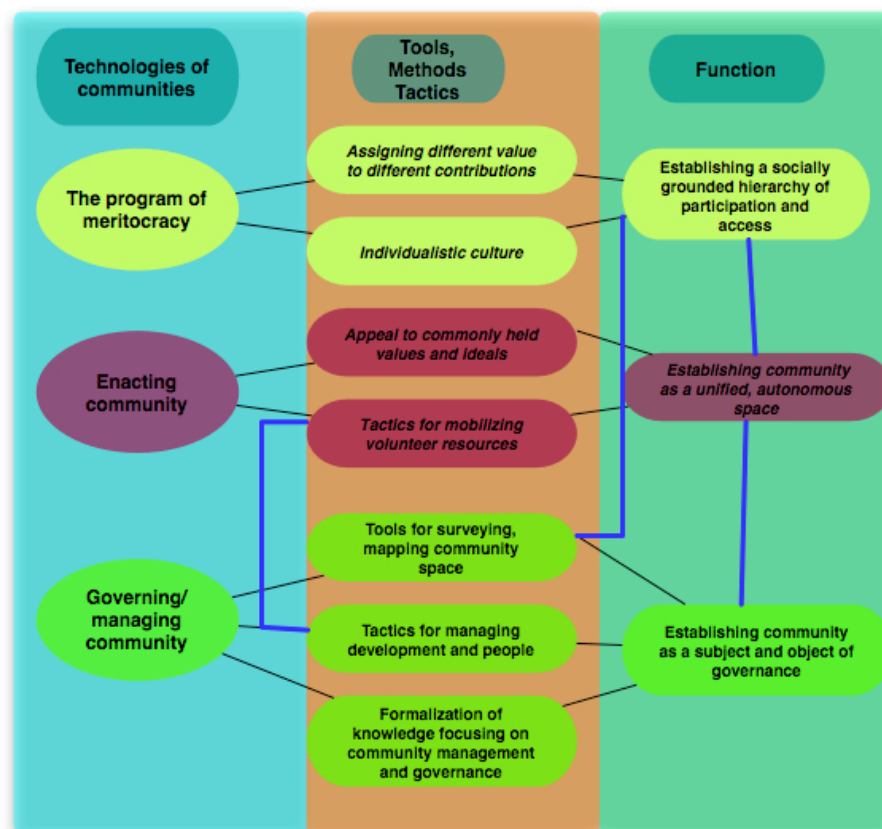 Technologies of
communities
Tools,
Methods
Tactics
Function
The program of
meritocracy
Assigning different value
to different contributions
Individualistic culture
Establishing a socially
grounded hierarchy of
participation and
access
Enacting
community
Appeal to commonly held
values and ideals
Tactics for mobilizing
volunteer resources
Establishing community
as a unified, autonomous
space
Governing/
managing
community
Tools for surveying,
mapping community
space
Tactics for managing
development and people
Formalization of
knowledge focusing on
community management
and governance
Establishing community
as a subject and object of
governance